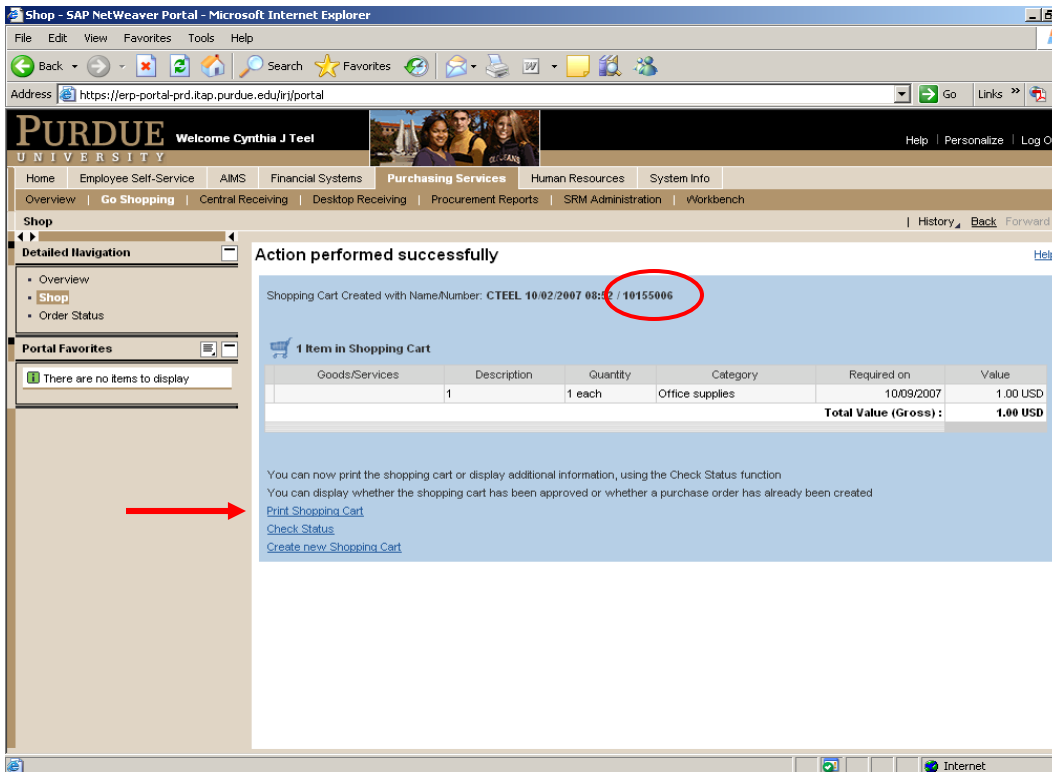 Shop - SAP NetWeaver Portal - Microsoft Internet Explorer
File Edit View Favorites Tools Help
Back Search Favorites
Address https://erp-portal-prd.itap.purdue.edu/irj/portal Go Links »
PURDUE Welcome Cynthia J Teel
UNIVERSITY
Help | Personalize | Log O
Home Employee Self-Service AIMS Financial Systems Purchasing Services Human Resources System Info
Overview | Go Shopping | Central Receiving | Desktop Receiving | Procurement Reports | SRM Administration | Workbench
Shop | History Back Forward
Detailed Navigation
Overview
Shop
Order Status
Portal Favorites
There are no items to display
Action performed successfully Help
Shopping Cart Created with Name/Number: CTEEL 10/02/2007 08:52 / 10155006
1 Item in Shopping Cart
Goods/Services Description Quantity Category Required on Value
1 1 each Office supplies 10/09/2007 1.00 USD
Total Value (Gross) : 1.00 USD
You can now print the shopping cart or display additional information, using the Check Status function
You can display whether the shopping cart has been approved or whether a purchase order has already been created
Print Shopping Cart
Check Status
Create new Shopping Cart
Internet